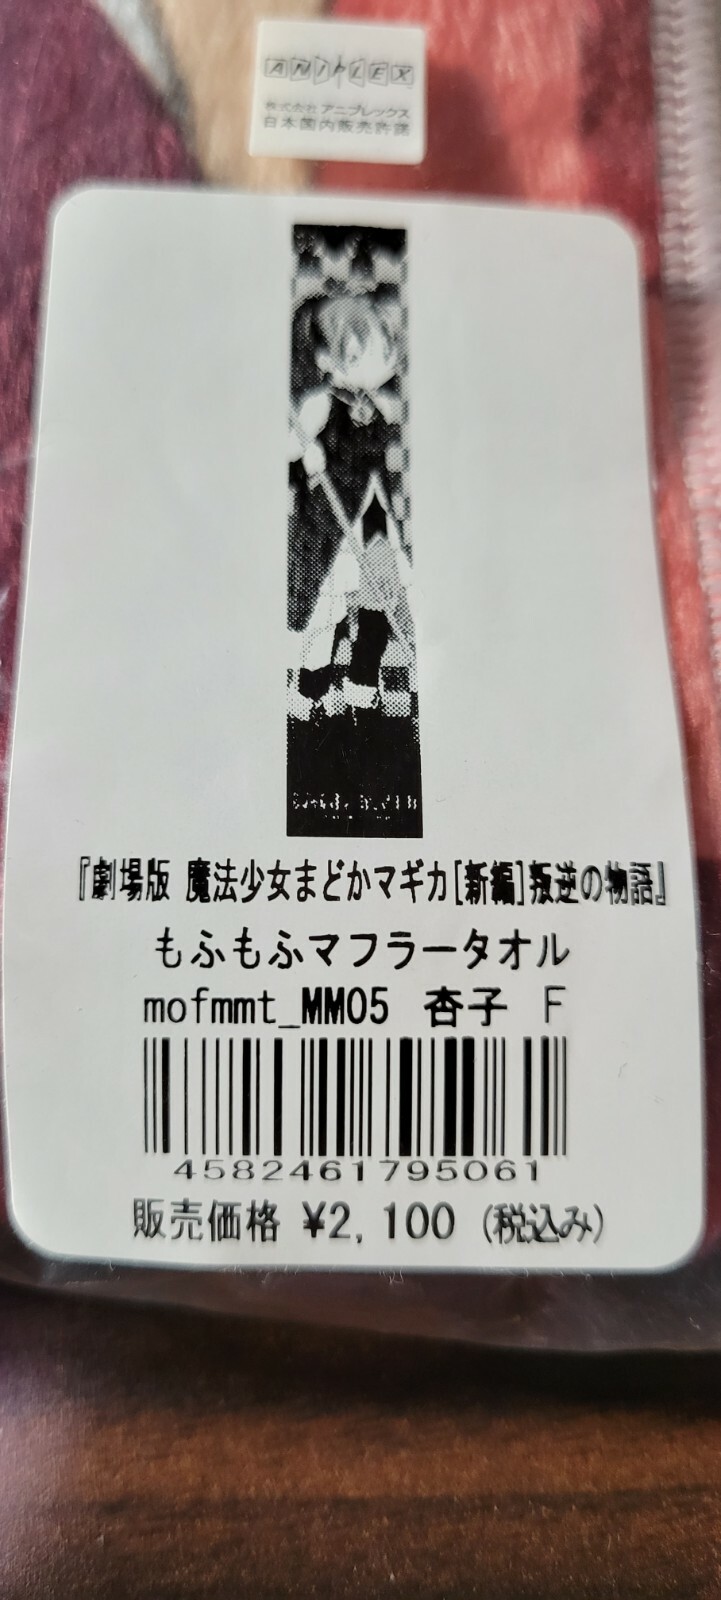 ANIPLEX
株式会社アニプレックス
日本国内販売許諾
『劇場版 魔法少女まどかマギカ[新編]叛逆の物語』
もふもふマフラータオル
mofmmt_MM05 杏子 F
4582461795061
販売価格 ¥2,100 (税込み)